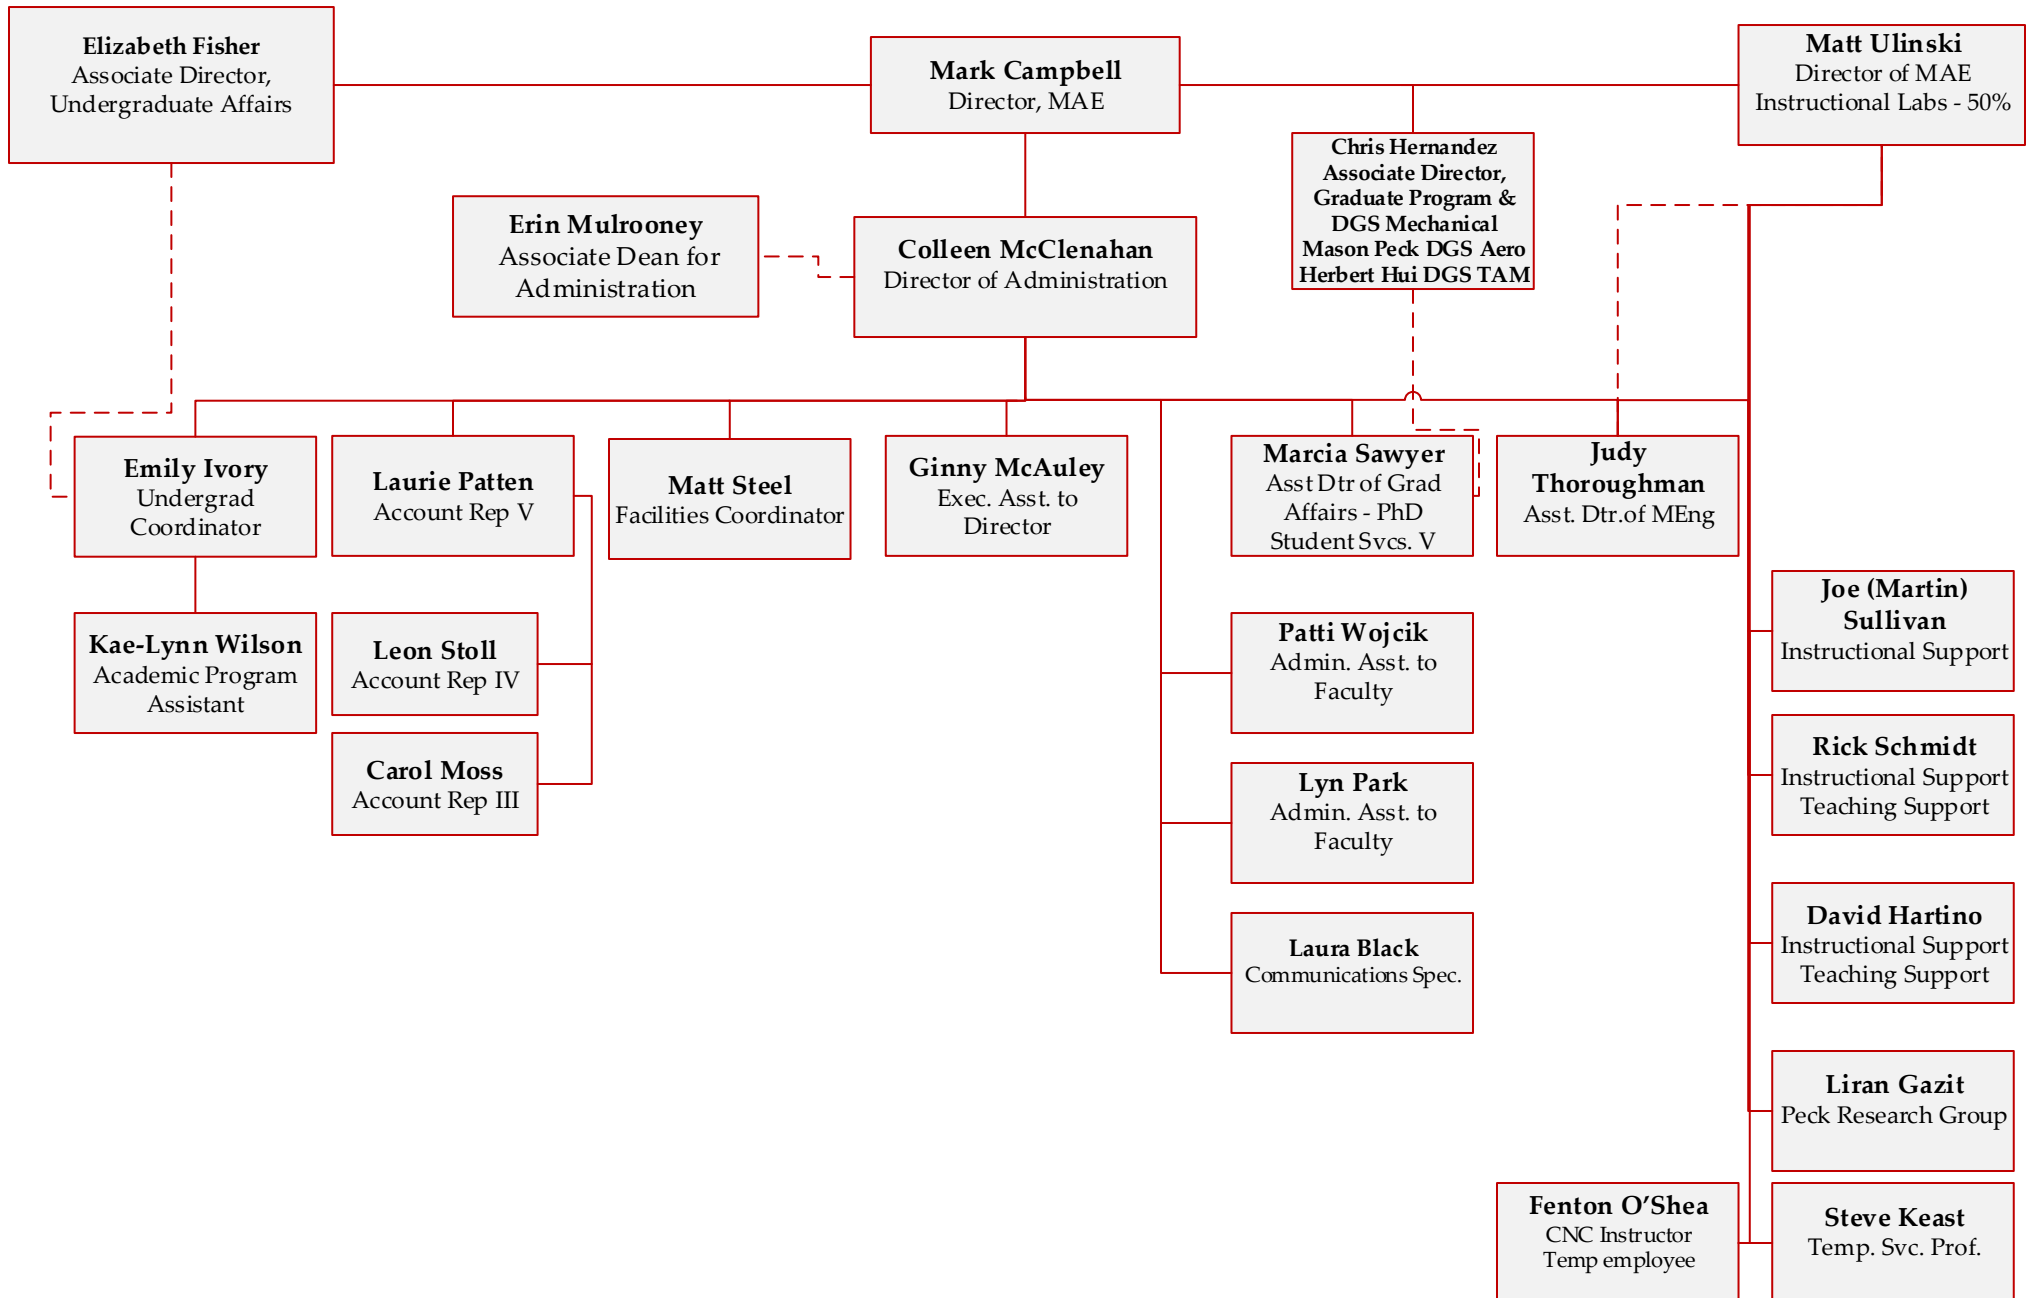 Elizabeth Fisher
Associate Director,
Undergraduate Affairs
Mark Campbell
Director, MAE
Matt Ulinski
Director of MAE
Instructional Labs - 50%
Chris Hernandez
Associate Director,
Graduate Program &
DGS Mechanical
Mason Peck DGS Aero
Herbert Hui DGS TAM
Erin Mulrooney
Associate Dean for
Administration
Colleen McClenahan
Director of Administration
Emily Ivory
Undergrad
Coordinator
Laurie Patten
Account Rep V
Matt Steel
Facilities Coordinator
Ginny McAuley
Exec. Asst. to
Director
Marcia Sawyer
Asst Dtr of Grad
Affairs - PhD
Student Svcs. V
Judy
Thoroughman
Asst. Dtr.of MEng
Kae-Lynn Wilson
Academic Program
Assistant
Leon Stoll
Account Rep IV
Carol Moss
Account Rep III
Patti Wojcik
Admin. Asst. to
Faculty
Lyn Park
Admin. Asst. to
Faculty
Laura Black
Communications Spec.
Joe (Martin)
Sullivan
Instructional Support
Rick Schmidt
Instructional Support
Teaching Support
David Hartino
Instructional Support
Teaching Support
Liran Gazit
Peck Research Group
Fenton O’Shea
CNC Instructor
Temp employee
Steve Keast
Temp. Svc. Prof.